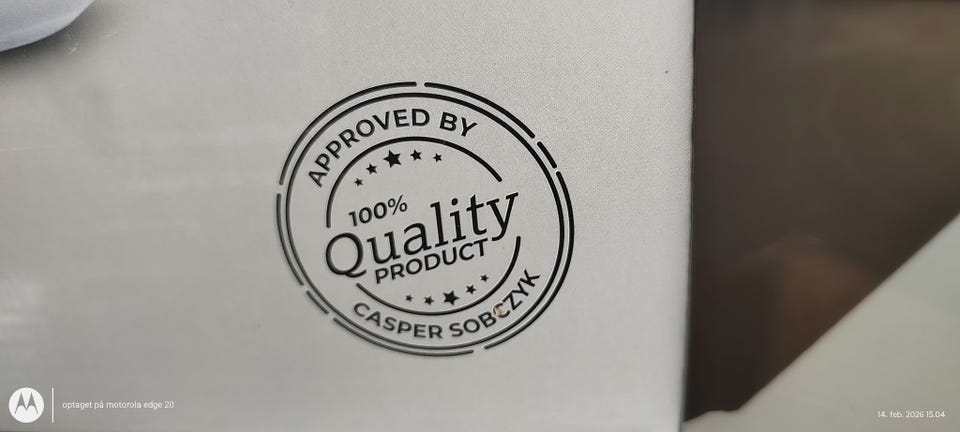 APPROVED BY
100%
Quality
PRODUCT
CASPER SOBCZYK
optaget på motorola edge 20
14. feb. 2026 15.04